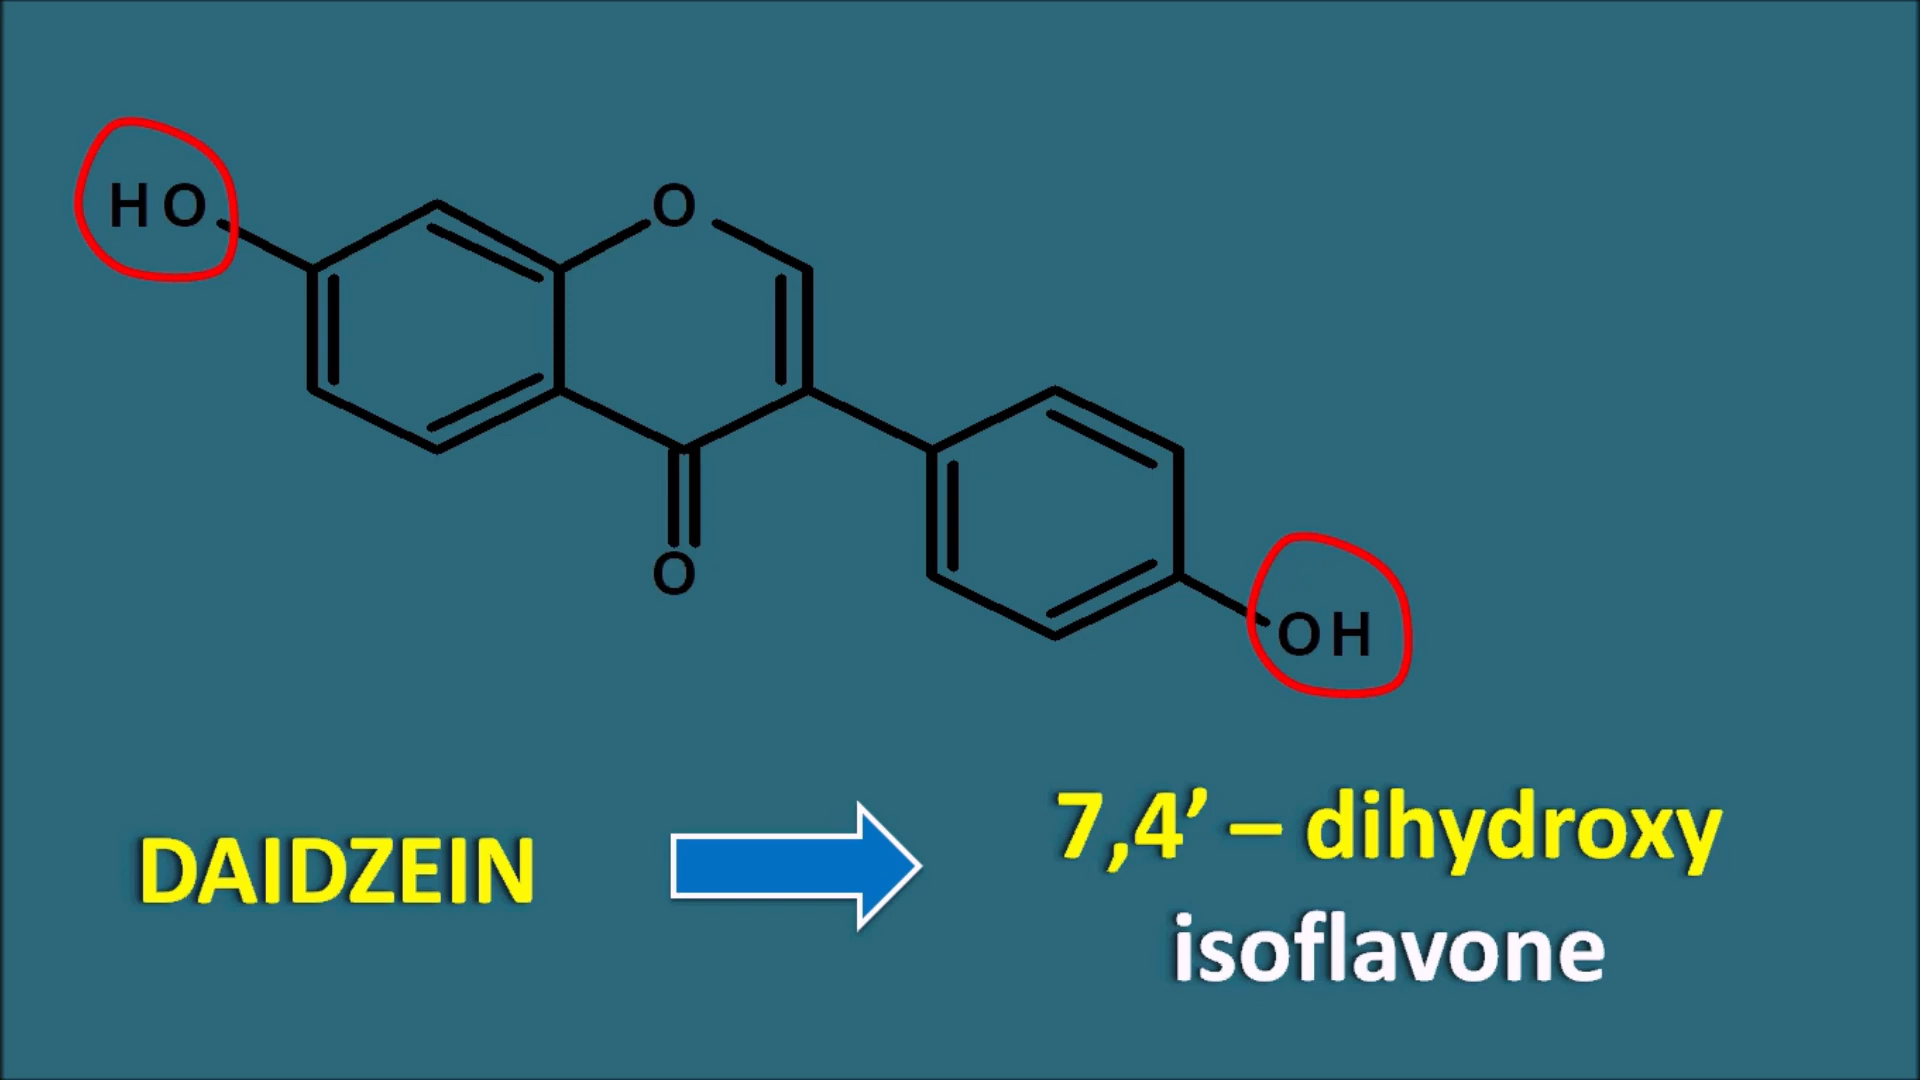 HO
O
O
OH
DAIDZEIN
7,4’ – dihydroxy
isoflavone